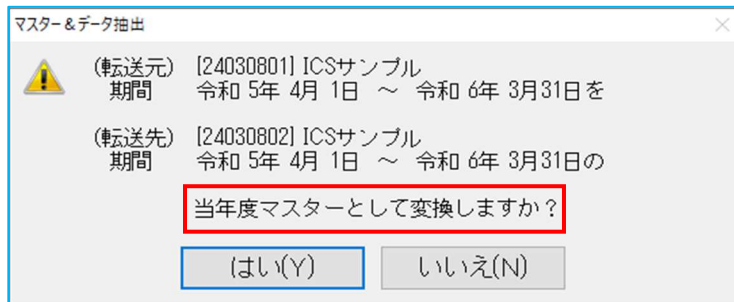 マスター＆データ抽出
(転送元) [24030801] ICSサンプル
期間 令和 5年 4月 1日 ～ 令和 6年 3月31日を
(転送先) [24030802] ICSサンプル
期間 令和 5年 4月 1日 ～ 令和 6年 3月31日の
当年度マスターとして変換しますか？
はい(Y) いいえ(N)